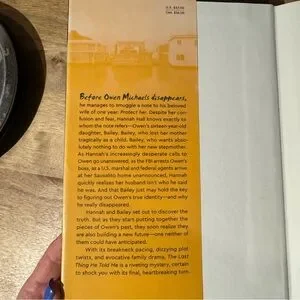 U.S. $27.00
Can. $36.00
Before Owen Michaels disappears,
he manages to smuggle a note to his beloved
wife of one year: Protect her. Despite her con-
fusion and fear, Hannah Hall knows exactly to
whom the note refers—Owen's sixteen-year-old
daughter, Bailey. Bailey, who lost her mother
tragically as a child. Bailey, who wants abso-
lutely nothing to do with her new stepmother.
As Hannah's increasingly desperate calls to
Owen go unanswered, as the FBI arrests Owen's
boss, as a U.S. marshal and federal agents arrive
at her Sausalito home unannounced, Hannah
quickly realizes her husband isn't who he said
he was. And that Bailey just may hold the key
to figuring out Owen's true identity—and why
he really disappeared.
Hannah and Bailey set out to discover the
truth. But as they start putting together the
pieces of Owen's past, they soon realize they
are also building a new future—one neither of
them could have anticipated.
With its breakneck pacing, dizzying plot
twists, and evocative family drama, The Last
Thing He Told Me is a riveting mystery, certain
to shock you with its final, heartbreaking turn.